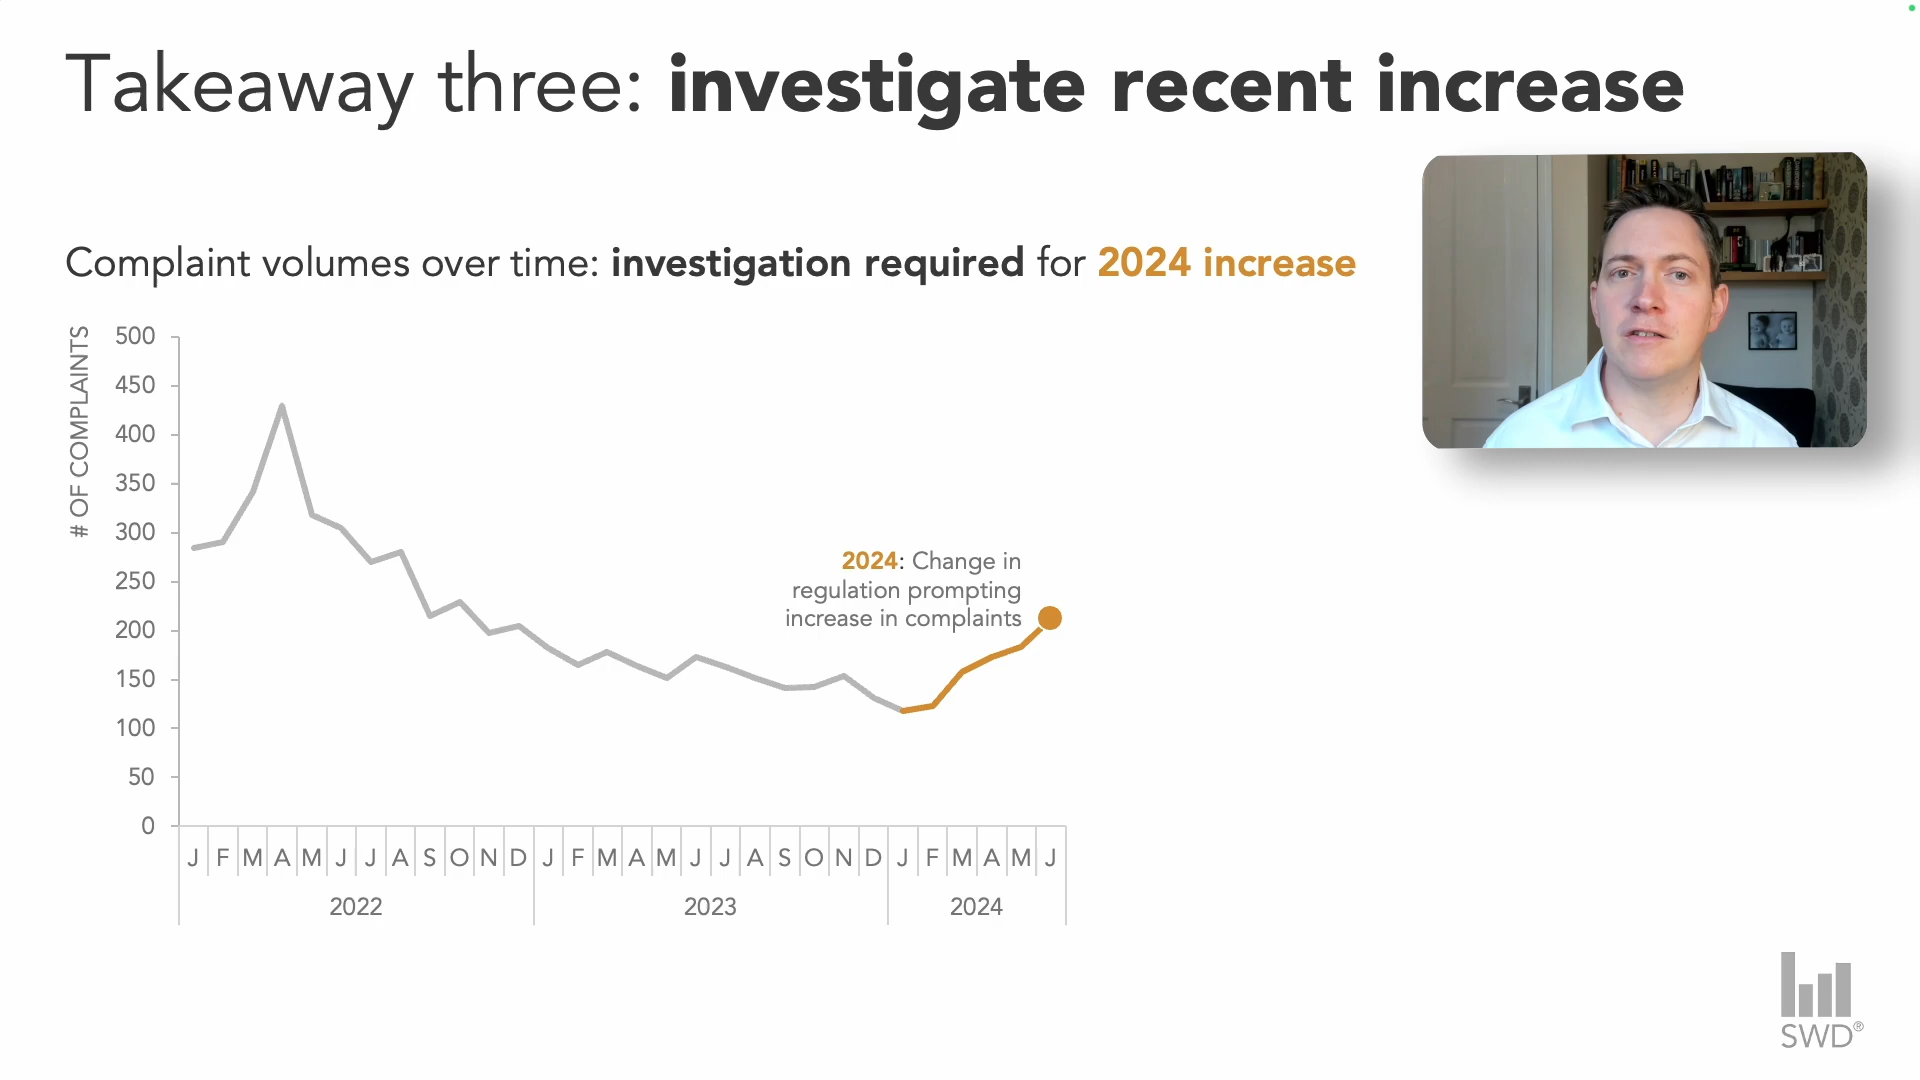 Takeaway three: investigate recent increase
Complaint volumes over time: investigation required for 2024 increase
# OF COMPLAINTS
500
450
400
350
300
250
200
150
100
50
0
2024: Change in
regulation prompting
increase in complaints
J F M A M J J A S O N D J F M A M J J A S O N D J F M A M J
2022 2023 2024
SWD®